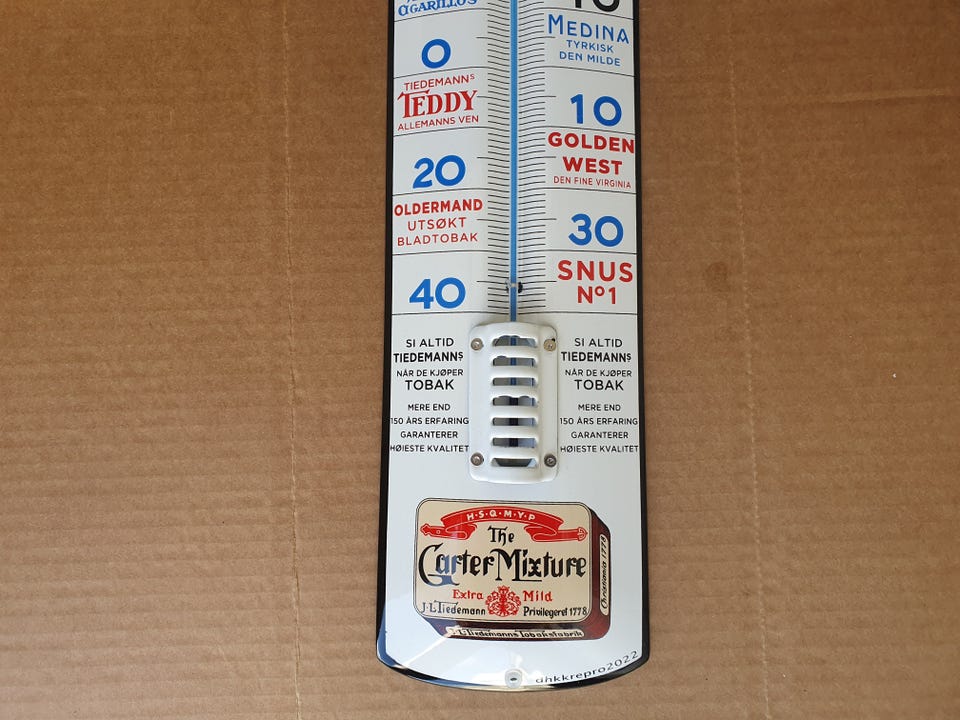 CIGARILLOS
0
TIEDEMANNS
TEDDY
ALLEMANNS VEN
20
OLDERMAND
UTSØKT
BLADTOBAK
40
10
MEDINA
TYRKISK
DEN MILDE
10
GOLDEN
WEST
DEN FINE VIRGINIA
30
SNUS
Nº1
SI ALTID
TIEDEMANNS
NÅR DE KJØPER
TOBAK
MERE END
150 ÅRS ERFARING
GARANTERER
HØIESTE KVALITET
SI ALTID
TIEDEMANNS
NÅR DE KJØPER
TOBAK
MERE END
150 ÅRS ERFARING
GARANTERER
HØIESTE KVALITET
H·S·Q·M·Y·P
The
Carter Mixture
Extra Mild
J·L·Tiedemann Privilegeret 1778
Christiania 1778
J·L·Tiedemanns Tobaksfabrik
dhkkrepro2022